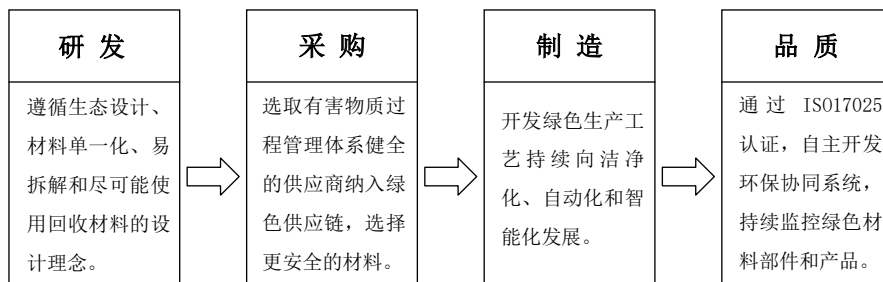 研 发
遵循生态设计、
材料单一化、易
拆解和尽可能使
用回收材料的设
计理念。
采 购
选取有害物质过
程管理体系健全
的供应商纳入绿
色供应链，选择
更安全的材料。
制 造
开发绿色生产工
艺持续向洁净
化、自动化和智
能化发展。
品 质
通过 ISO17025
认证，自主开发
环保协同系统，
持续监控绿色材
料部件和产品。